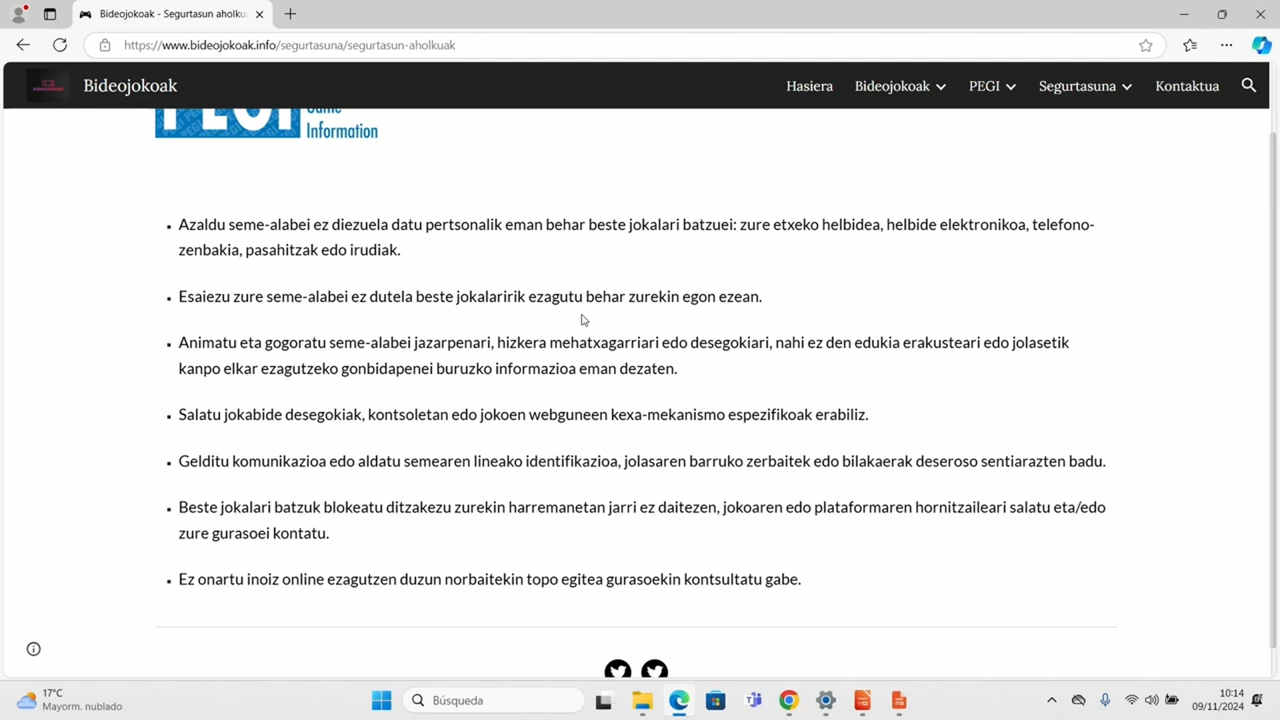 Bideojokoak - Segurtasun aholku
https://www.bideojokoak.info/segurtasuna/segurtasun-aholkuak
Bideojokoak
Hasiera
Bideojokoak
PEGI
Segurtasuna
Kontaktua
PEGI
Game
Information
Azaldu seme-alabei ez diezuela datu pertsonalik eman behar beste jokalari batzuei: zure etxeko helbidea, helbide elektronikoa, telefono-
zenbakia, pasahitzak edo irudiak.
Esaiezu zure seme-alabei ez dutela beste jokalaririk ezagutu behar zurekin egon ezean.
Animatu eta gogoratu seme-alabei jazarpenari, hizkera mehatxagarriari edo desegokiari, nahi ez den edukia erakusteari edo jolasetik
kanpo elkar ezagutzeko gonbidapenei buruzko informazioa eman dezaten.
Salatu jokabide desegokiak, kontsoletan edo jokoen webguneen kexa-mekanismo espezifikoak erabiliz.
Gelditu komunikazioa edo aldatu semearen lineako identifikazioa, jolasaren barruko zerbaitek edo bilakaerak deseroso sentiarazten badu.
Beste jokalari batzuk blokeatu ditzakezu zurekin harremanetan jarri ez daitezen, jokoaren edo plataformaren hornitzaileari salatu eta/edo
zure gurasoei kontatu.
Ez onartu inoiz online ezagutzen duzun norbaitekin topo egitea gurasoekin kontsultatu gabe.
17°C
Mayorm. nublado
Búsqueda
10:14
09/11/2024